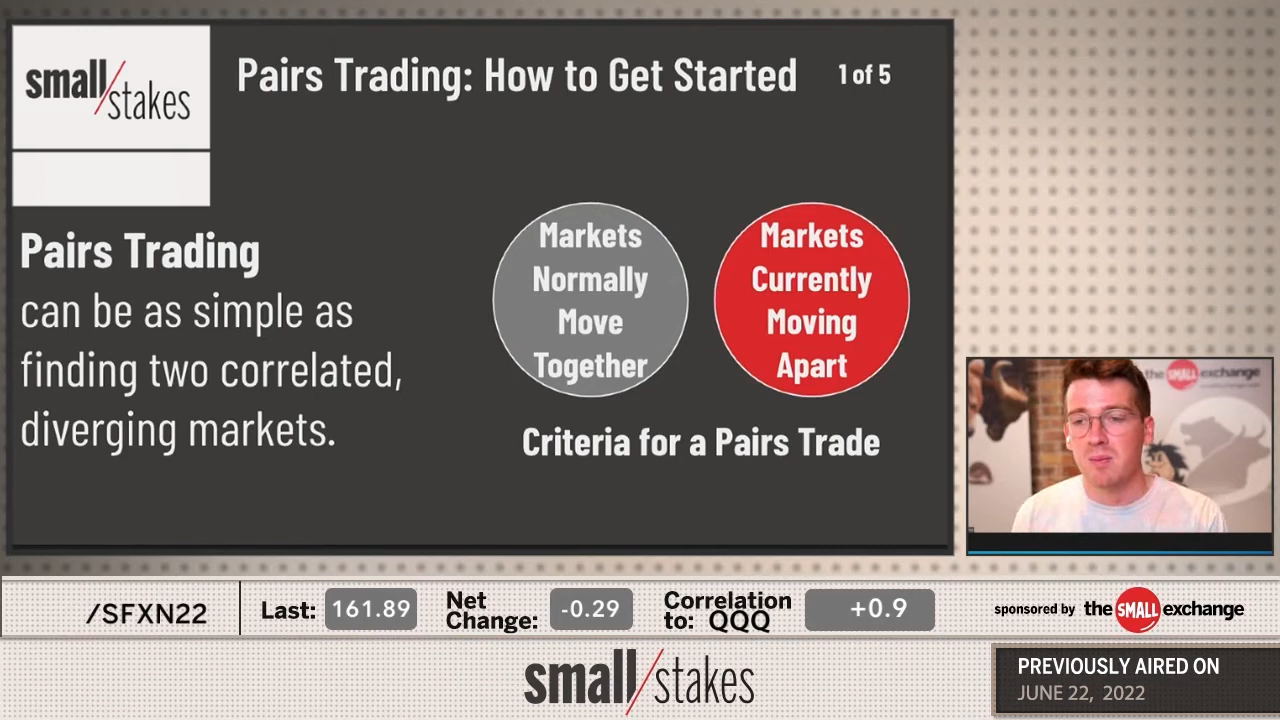 small/stakes
Pairs Trading: How to Get Started
1 of 5
Pairs Trading
can be as simple as
finding two correlated,
diverging markets.
Markets
Normally
Move
Together
Markets
Currently
Moving
Apart
Criteria for a Pairs Trade
the SMALL exchange
/SFXN22
Last: 161.89
Net
Change: -0.29
Correlation
to: QQQ
+0.9
sponsored by the SMALL exchange
small/stakes
PREVIOUSLY AIRED ON
JUNE 22, 2022